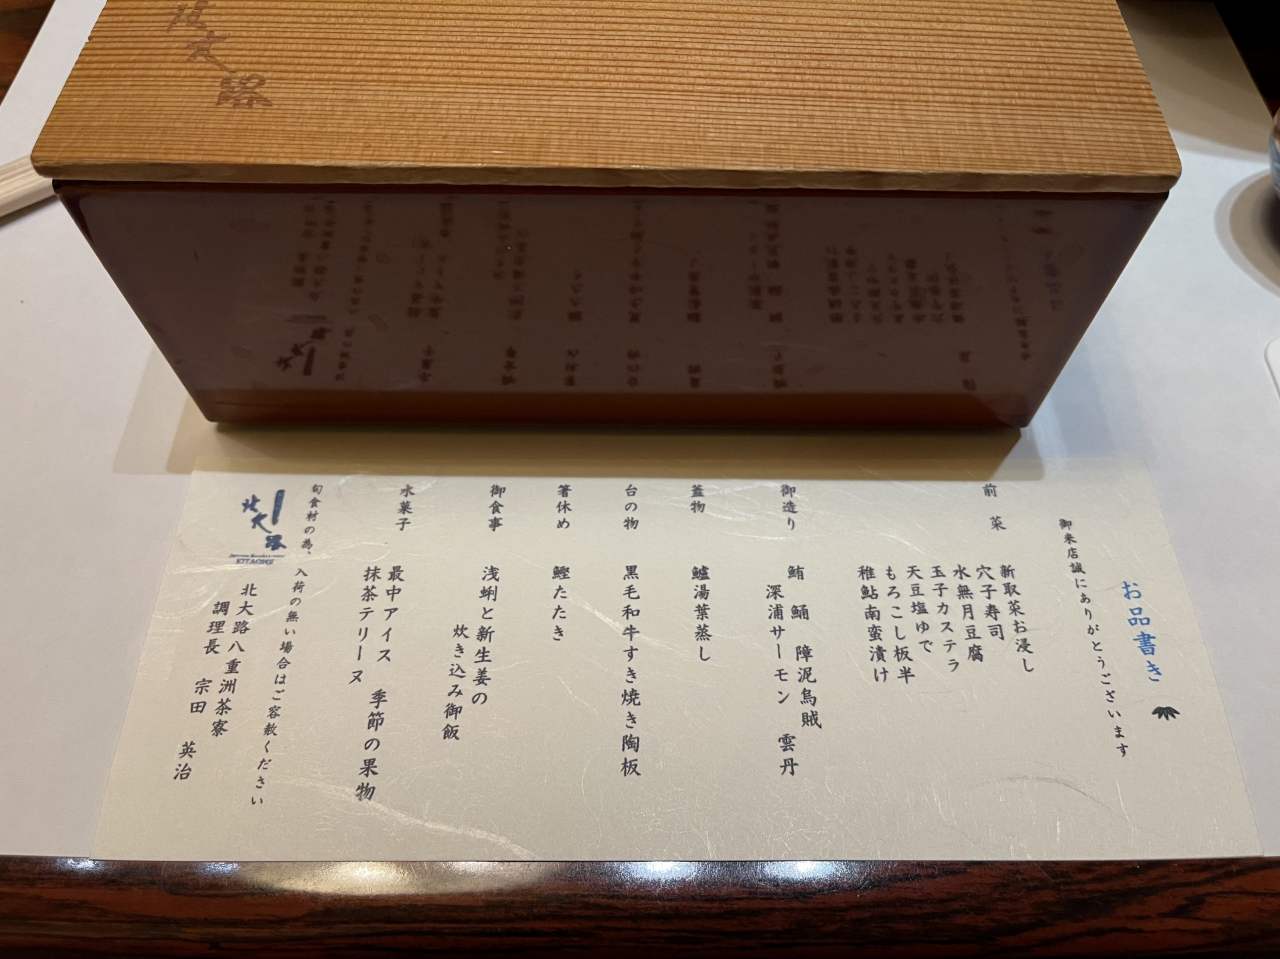 お品書き
御来店誠にありがとうございます
前菜
新取菜お浸し
穴子寿司
水無月豆腐
玉子カステラ
天豆塩ゆで
もろこし板半
稚鮎南蛮漬け
御造り
鮪 鯒 障泥烏賊
深浦サーモン 雲丹
蓋物
鱸湯葉蒸し
台の物
黒毛和牛すき焼き陶板
箸休め
鰹たたき
御食事
浅蜊と新生姜の
炊き込み御飯
水菓子
最中アイス 季節の果物
抹茶テリーヌ
旬食材の為、入荷の無い場合はご容赦ください
北大路
KITAOHJI
北大路八重洲茶寮
調理長 宗田 英治